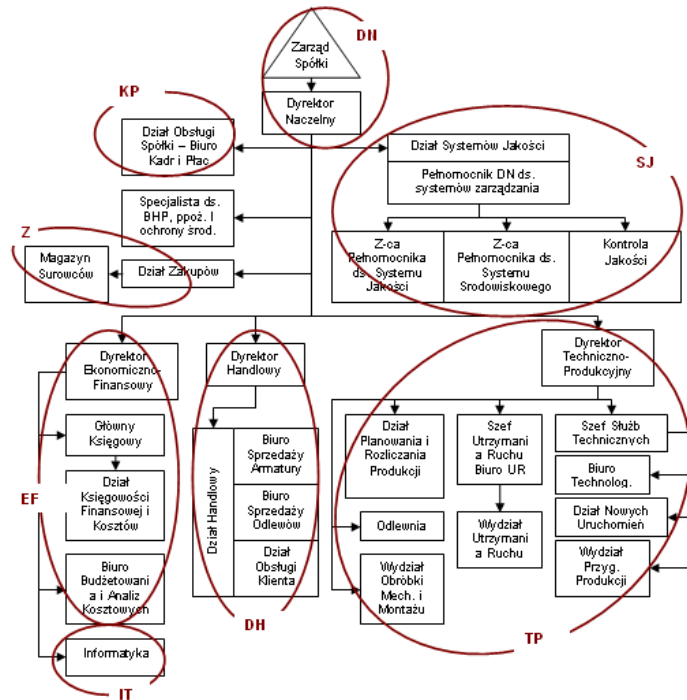 DN
Zarząd
Spółki
Dyrektor
Naczelny
KP
Dział Obsługi
Spółki – Biuro
Kadr i Płac
Dział Systemów Jakości
SJ
Pełnomocnik DN ds.
systemów zarządzania
Specjalista ds.
BHP, ppoż. I
ochrony środ.
Z
Magazyn
Surowców
Dział Zakupów
Z-ca
Pełnomocnika
ds. Systemu
Jakości
Z-ca
Pełnomocnika ds.
Systemu
Srodowiskowego
Kontrola
Jakości
Dyrektor
Ekonomiczno-
Finansowy
Dyrektor
Handlowy
Dyrektor
Techniczno-
Produkcyjny
Główny
Księgowy
Dział
Księgowości
Finansowej i
Kosztów
EF
Biuro
Budżetowani
a i Analiz
Kosztowych
Informatyka
IT
Dział Handlowy
Biuro
Sprzedaży
Armatury
Biuro
Sprzedaży
Odlewów
Dział
Obsługi
Klienta
DH
Dział
Planowania i
Rozliczania
Produkcji
Szef
Utrzymani
a Ruchu
Biuro UR
Szef Służb
Technicznych
Biuro
Technolog.
Odlewnia
Wydział
Utrzymani
a Ruchu
Dział Nowych
Uruchomień
Wydział
Obróbki
Mech. i
Montażu
Wydział
Przyg.
Produkcji
TP